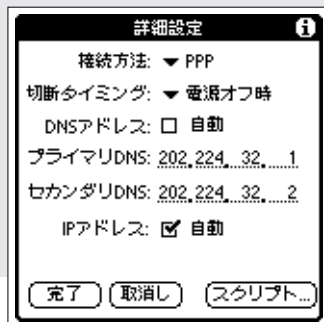 詳細設定
接続方法: PPP
切断タイミング: 電源オフ時
DNSアドレス: 自動
プライマリDNS: 202.224. 32. 1
セカンダリDNS: 202.224. 32. 2
IPアドレス: 自動
完了 取消し スクリプト...